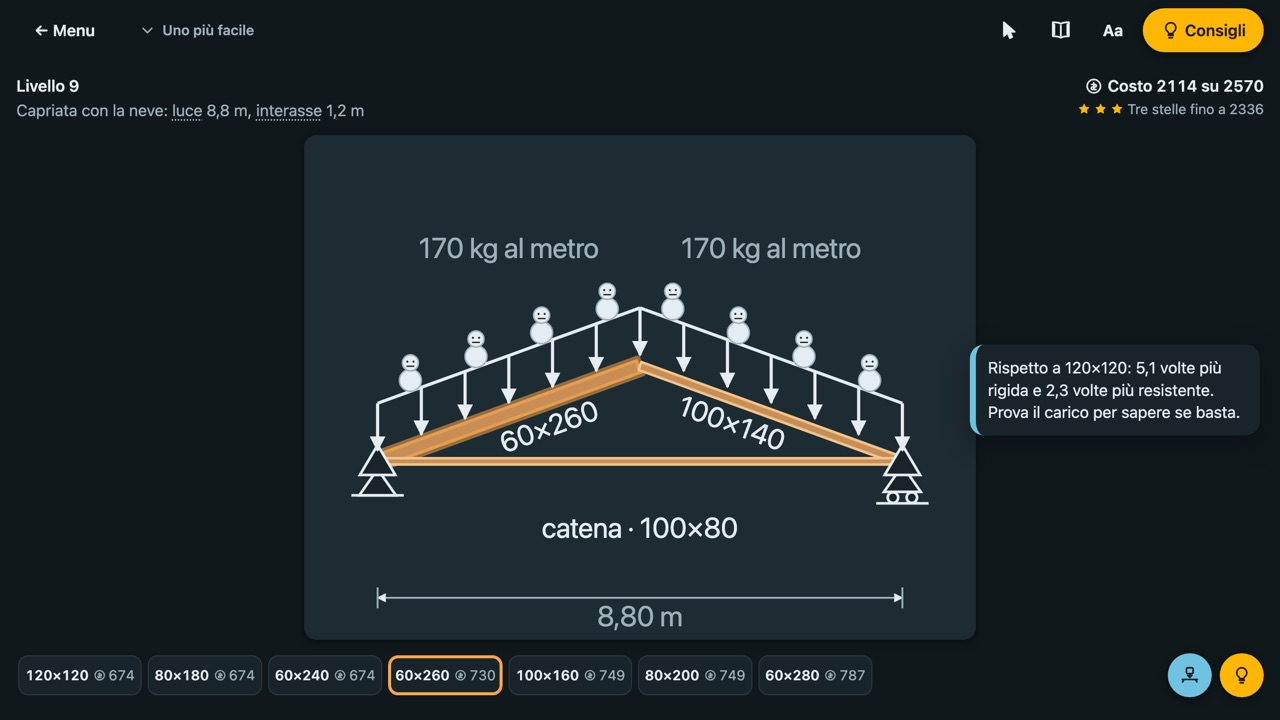 Menu
Uno più facile
Aa
Consigli
Livello 9
Capriata con la neve: luce 8,8 m, interasse 1,2 m
Costo 2114 su 2570
Tre stelle fino a 2336
170 kg al metro
170 kg al metro
60×260
100×140
catena · 100×80
8,80 m
Rispetto a 120×120: 5,1 volte più
rigida e 2,3 volte più resistente.
Prova il carico per sapere se basta.
120×120 674
80×180 674
60×240 674
60×260 730
100×160 749
80×200 749
60×280 787